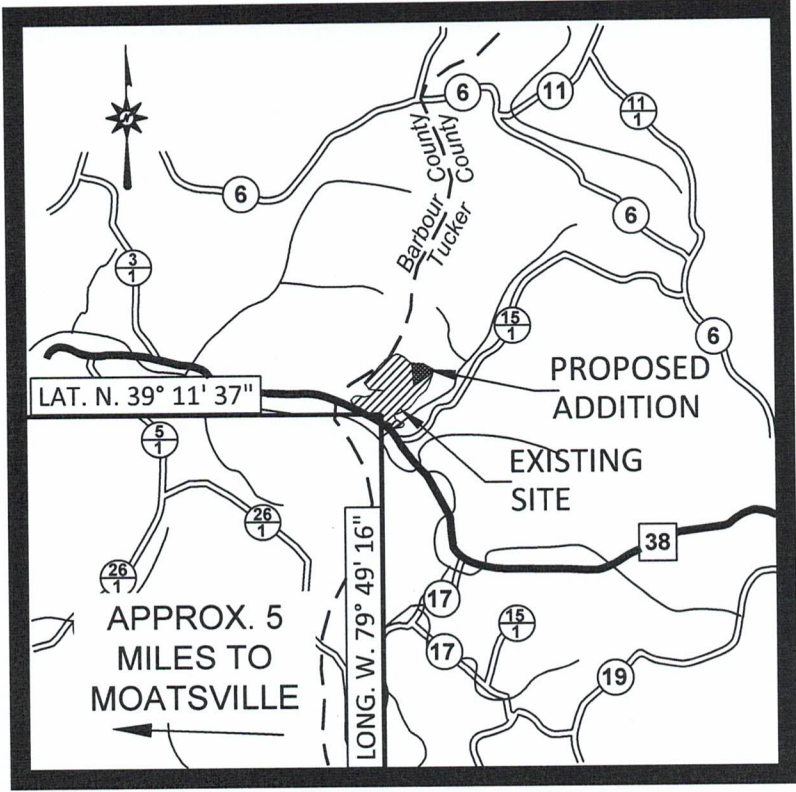 6
11
11
1
N
6
6
Barbour County
Tucker County
3
1
15
1
6
PROPOSED
ADDITION
LAT. N. 39° 11' 37"
5
1
EXISTING
SITE
26
1
38
26
1
LONG. W. 79° 49' 16"
17
15
1
APPROX. 5
MILES TO
MOATSVILLE
17
19